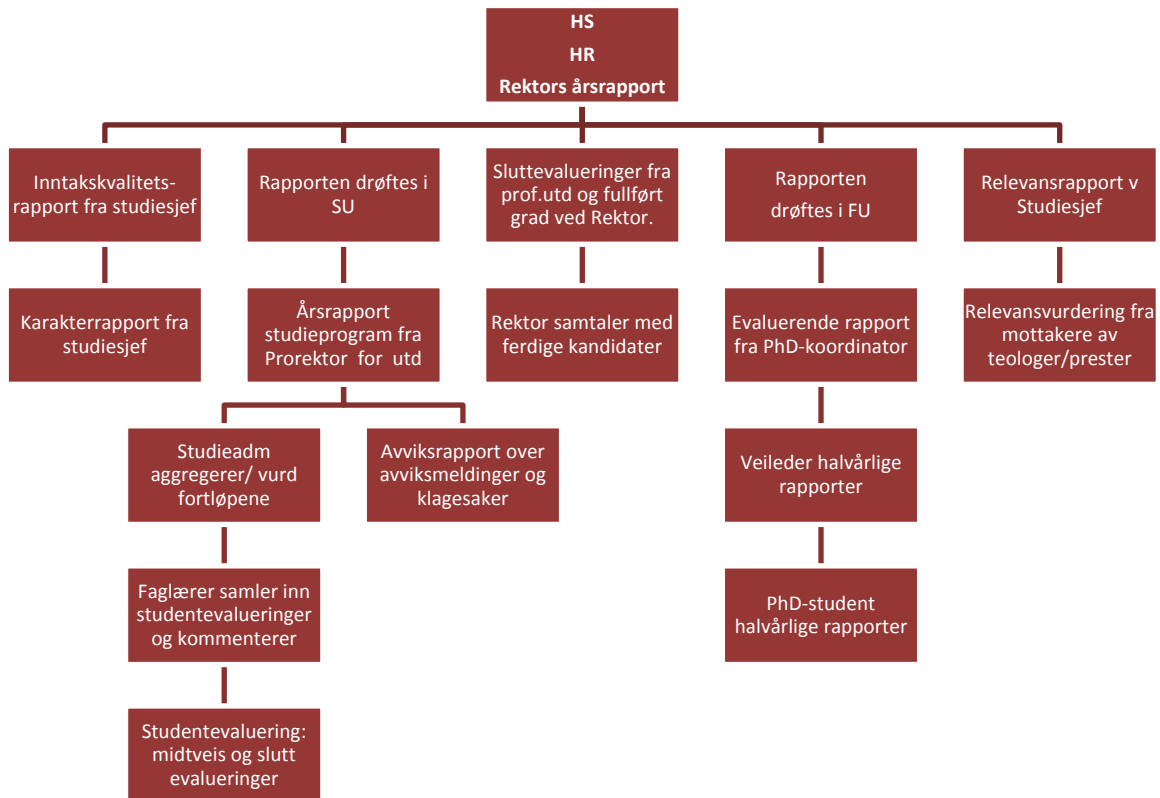 HS
HR
Rektors årsrapport
Inntakskvalitets-
rapport fra studiesjef
Rapporten drøftes i
SU
Sluttevalueringer fra
prof.utd og fullført
grad ved Rektor.
Rapporten
drøftes i FU
Relevansrapport v
Studiesjef
Karakterrapport fra
studiesjef
Årsrapport
studieprogram fra
Prorektor for utd
Rektor samtaler med
ferdige kandidater
Evaluerende rapport
fra PhD-koordinator
Relevansvurdering fra
mottakere av
teologer/prester
Studieadm
aggregerer/ vurd
fortløpene
Avviksrapport over
avviksmeldinger og
klagesaker
Veileder halvårlige
rapporter
Faglærer samler inn
studentevalueringer
og kommenterer
PhD-student
halvårlige rapporter
Studentevaluering:
midtveis og slutt
evalueringer